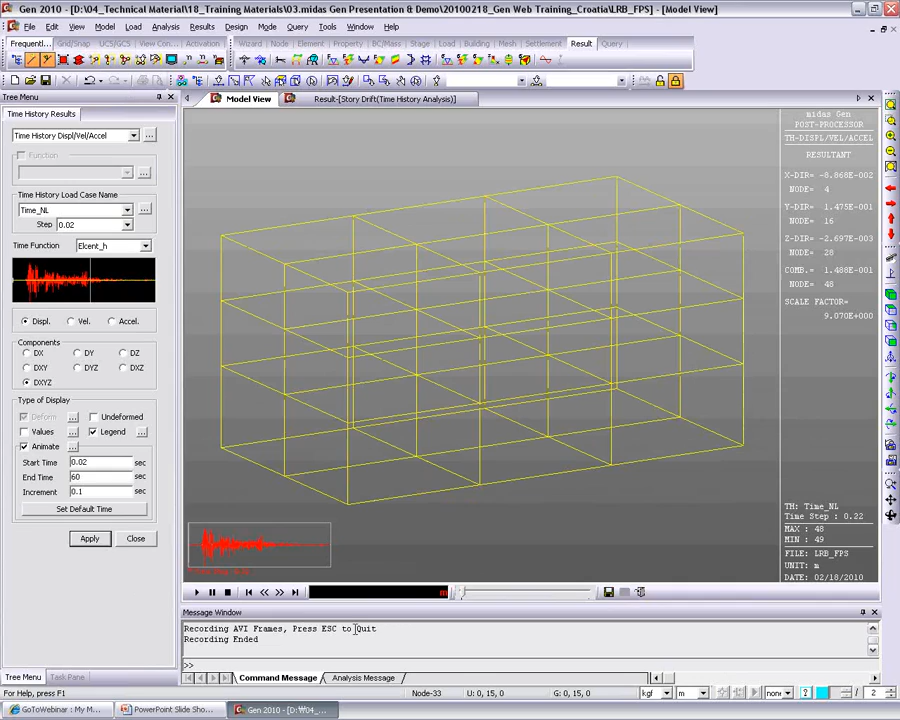 Gen 2010 - [D:\04_Technical Material\18_Training Materials\03.midas Gen Presentation & Demo\20100218_Gen Web Training_Croatia\LRB_FPS] - [Model View]
File Edit View Model Load Analysis Results Design Mode Query Tools Window Help
Frequentl... Grid/Snap UCS/GCS View Con... Activation Wizard Node Element Property BC/Mass Stage Load Building Mesh Settlement Result Query
Tree Menu
Model View
Result-[Story Drift(Time History Analysis)]
Time History Results
Time History Displ/Vel/Accel
Function
Time History Load Case Name
Time_NL
Step 0.02
Time Function Elcent_h
Displ. Vel. Accel.
Components
DX DY DZ
DXY DYZ DXZ
DXYZ
Type of Display
Deform Undeformed
Values Legend
Animate
Start Time 0.02 sec
End Time 60 sec
Increment 0.1 sec
Set Default Time
Apply Close
midas Gen
POST-PROCESSOR
TH-DISPL/VEL/ACCEL
RESULTANT
X-DIR= -8.868E-002
NODE= 4
Y-DIR= 1.475E-001
NODE= 16
Z-DIR= -2.697E-003
NODE= 28
COMB.= 1.488E-001
NODE= 48
SCALE FACTOR=
9.070E+000
TH: Time_NL
Time Step : 0.22
MAX : 48
MIN : 49
FILE: LRB_FPS
UNIT: m
DATE: 02/18/2010
m
Message Window
Recording AVI Frames, Press ESC to Quit
Recording Ended
>>
Tree Menu Task Pane
Command Message Analysis Message
For Help, press F1
Node-33
U: 0, 15, 0
G: 0, 15, 0
kgf
m
none
?
/ 2
GoToWebinar : My M...
PowerPoint Slide Sho...
Gen 2010 - [D:\04_...